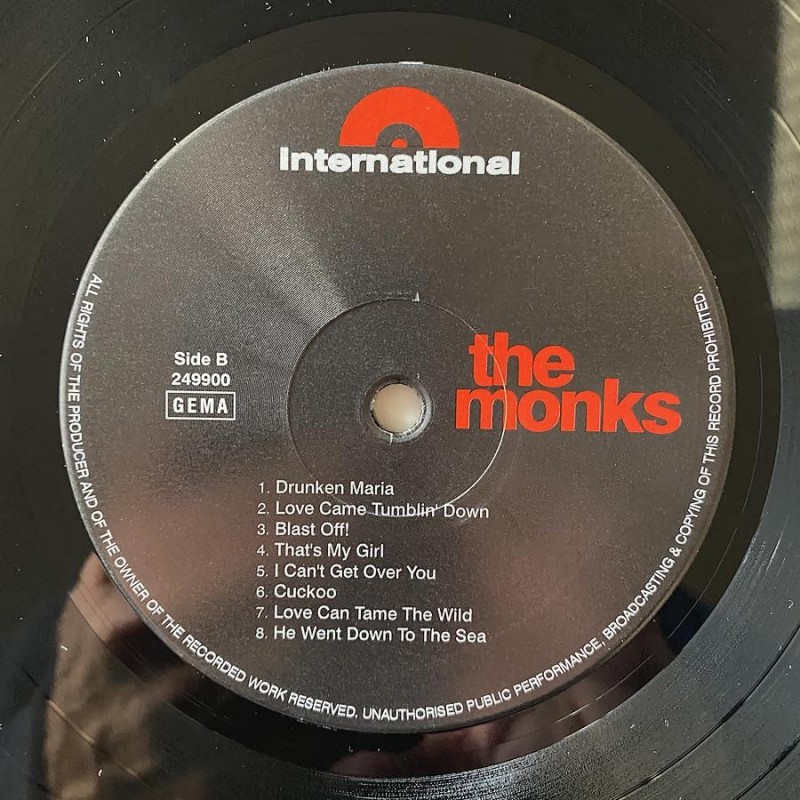 International
the
monks
Side B
249900
GEMA
1. Drunken Maria
2. Love Came Tumblin' Down
3. Blast Off!
4. That's My Girl
5. I Can't Get Over You
6. Cuckoo
7. Love Can Tame The Wild
8. He Went Down To The Sea
ALL RIGHTS OF THE PRODUCER AND OF THE OWNER OF THE RECORDED WORK RESERVED. UNAUTHORISED PUBLIC PERFORMANCE, BROADCASTING & COPYING OF THIS RECORD PROHIBITED..